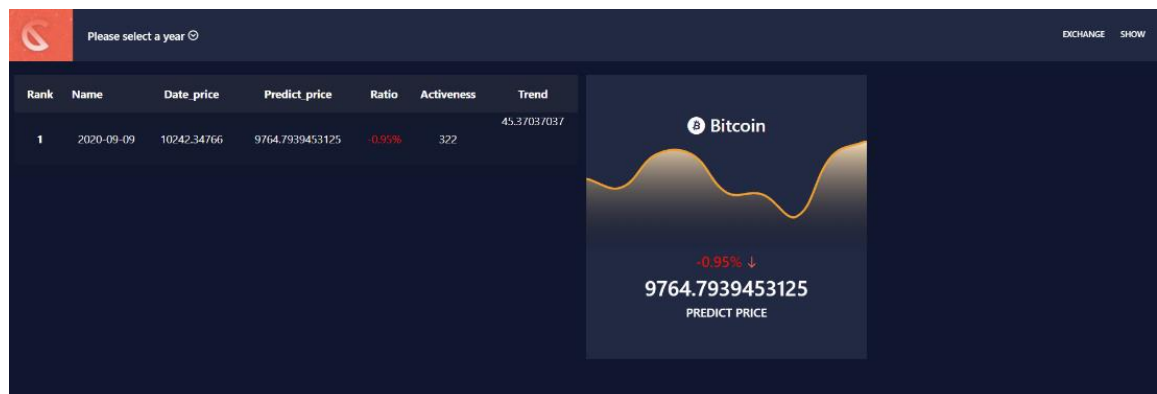 Please select a year
EXCHANGE SHOW
Rank Name Date_price Predict_price Ratio Activeness Trend
1 2020-09-09 10242.34766 9764.7939453125 -0.95% 322 45.37037037
Bitcoin
-0.95% ↓
9764.7939453125
PREDICT PRICE